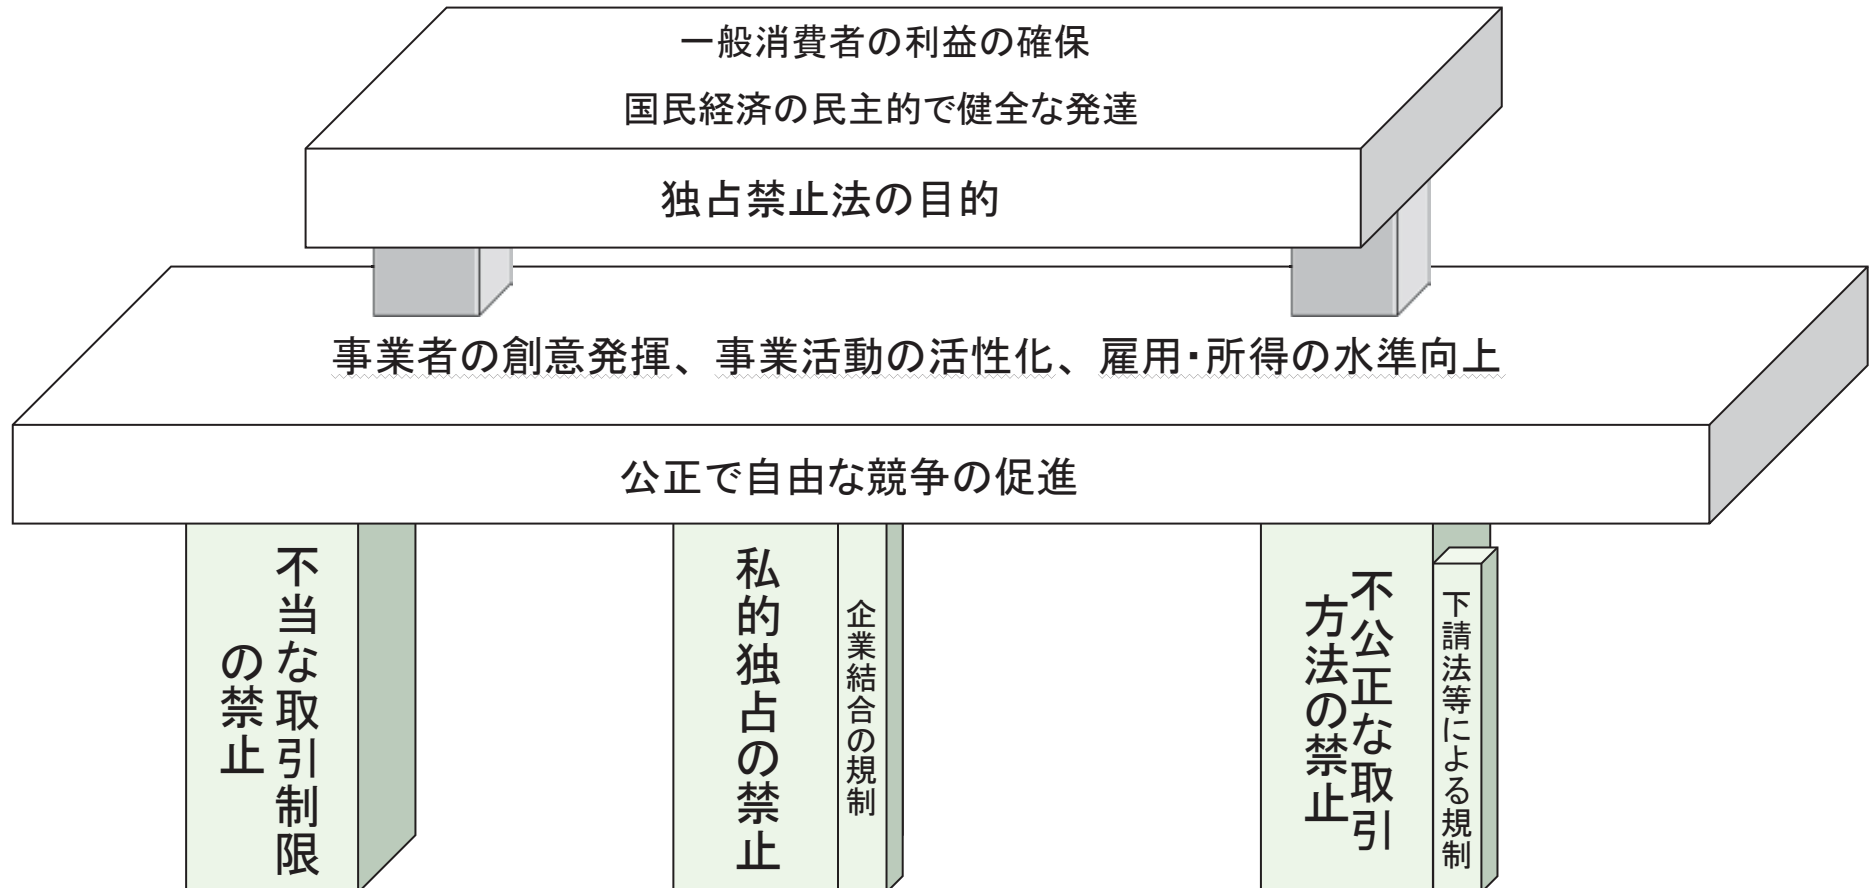 一般消費者の利益の確保
国民経済の民主的で健全な発達
独占禁止法の目的
事業者の創意発揮、事業活動の活性化、雇用・所得の水準向上
公正で自由な競争の促進
不当な取引制限
の禁止
私的独占の禁止
企業結合の規制
不公正な取引
方法の禁止
下請法等による規制